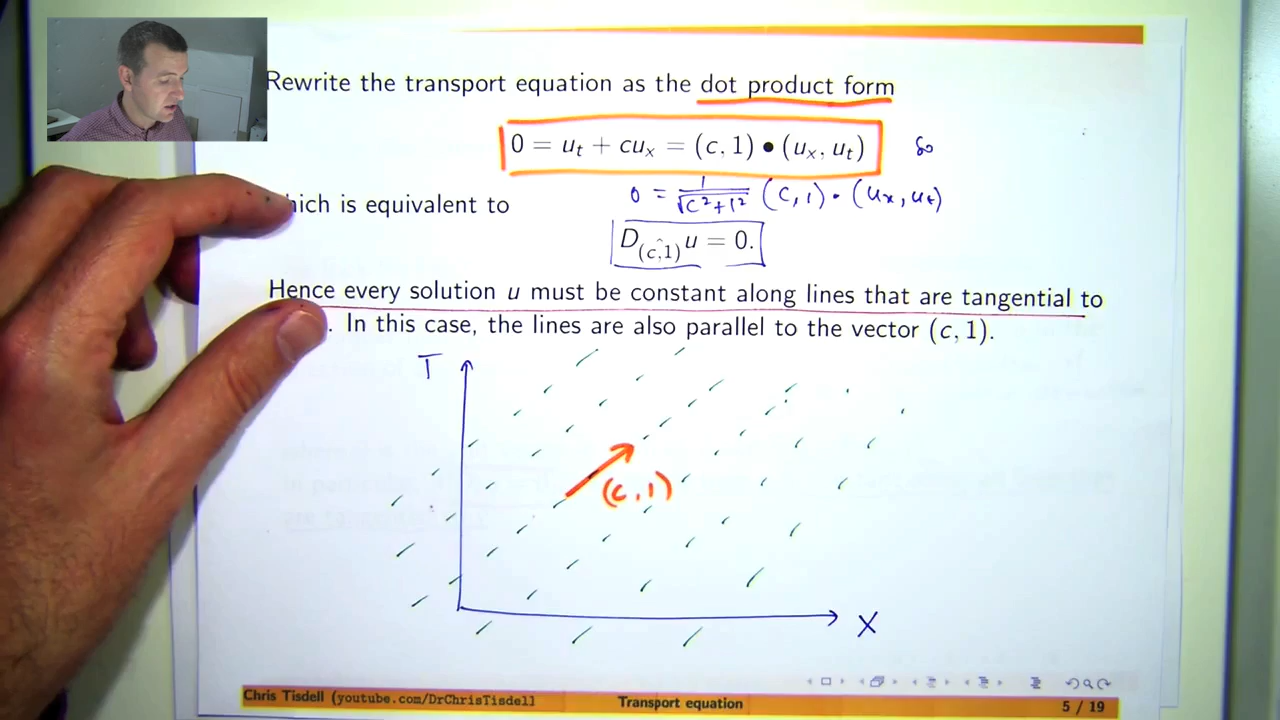 Rewrite the transport equation as the dot product form
0 = u_t + cu_x = (c, 1) • (u_x, u_t) so
0 = 1/√(c²+1²) (c, 1) • (u_x, u_t)
hich is equivalent to
D_(c,1) u = 0.
Hence every solution u must be constant along lines that are tangential to
. In this case, the lines are also parallel to the vector (c, 1).
T
(c, 1)
X
Chris Tisdell (youtube.com/DrChrisTisdell
Transport equation
5 / 19